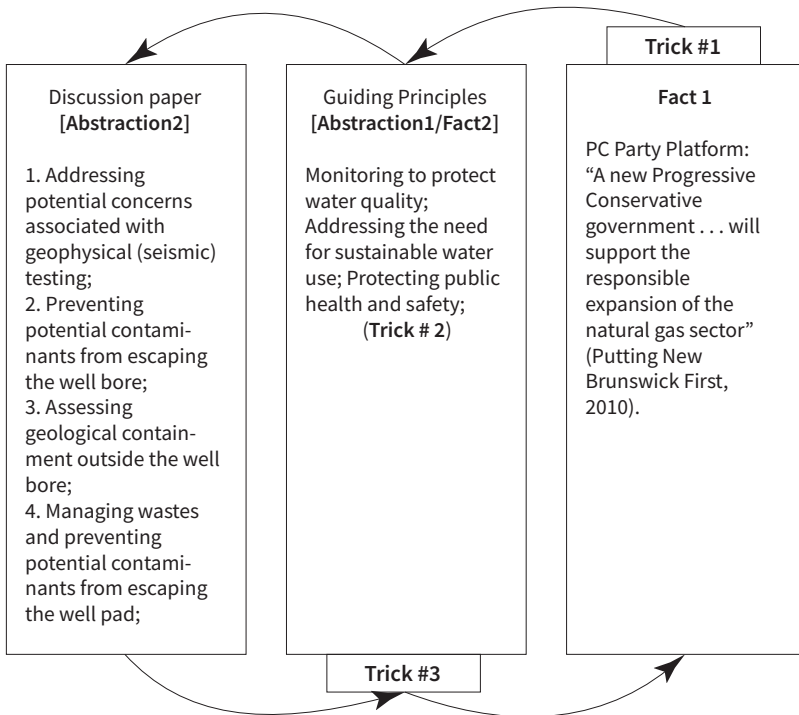 Trick #1
Discussion paper
[Abstraction2]
1. Addressing
potential concerns
associated with
geophysical (seismic)
testing;
2. Preventing
potential contami-
nants from escaping
the well bore;
3. Assessing
geological contain-
ment outside the well
bore;
4. Managing wastes
and preventing
potential contami-
nants from escaping
the well pad;
Guiding Principles
[Abstraction1/Fact2]
Monitoring to protect
water quality;
Addressing the need
for sustainable water
use; Protecting public
health and safety;
(Trick # 2)
Fact 1
PC Party Platform:
“A new Progressive
Conservative
government . . . will
support the
responsible
expansion of the
natural gas sector”
(Putting New
Brunswick First,
2010).
Trick #3